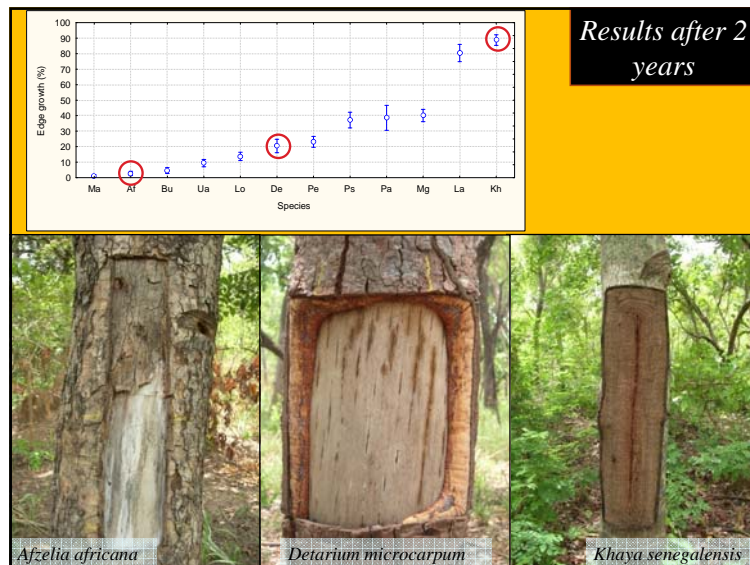 Results after 2
years
100
90
80
70
60
50
40
30
20
10
0
Edge growth (%)
Ma Af Bu Ua Lo De Pe Ps Pa Mg La Kh
Species
Afzelia africana
Detarium microcarpum
Khaya senegalensis